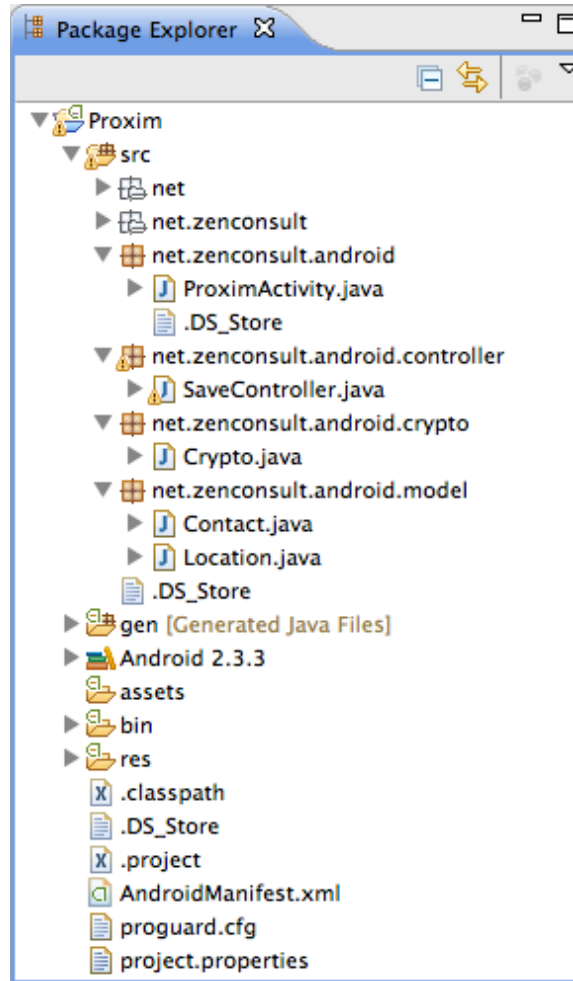 Package Explorer
Proxim
src
net
net.zenconsult
net.zenconsult.android
ProximActivity.java
.DS_Store
net.zenconsult.android.controller
SaveController.java
net.zenconsult.android.crypto
Crypto.java
net.zenconsult.android.model
Contact.java
Location.java
.DS_Store
gen [Generated Java Files]
Android 2.3.3
assets
bin
res
.classpath
.DS_Store
.project
AndroidManifest.xml
proguard.cfg
project.properties